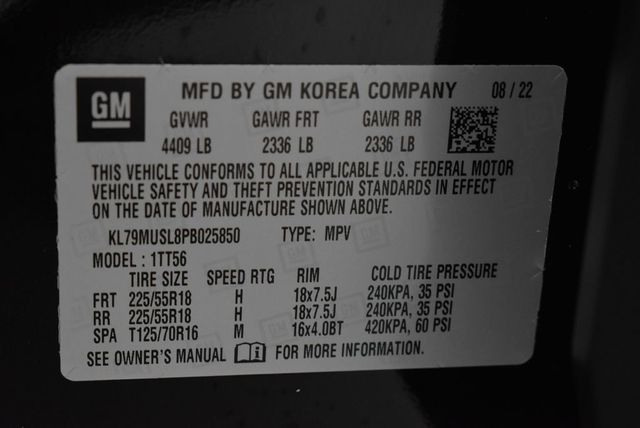 GM MFD BY GM KOREA COMPANY 08 / 22
GVWR GAWR FRT GAWR RR
4409 LB 2336 LB 2336 LB
THIS VEHICLE CONFORMS TO ALL APPLICABLE U.S. FEDERAL MOTOR
VEHICLE SAFETY AND THEFT PREVENTION STANDARDS IN EFFECT
ON THE DATE OF MANUFACTURE SHOWN ABOVE.
KL79MUSL8PB025850 TYPE: MPV
MODEL : 1TT56
TIRE SIZE SPEED RTG RIM COLD TIRE PRESSURE
FRT 225/55R18 H 18x7.5J 240KPA, 35 PSI
RR 225/55R18 H 18x7.5J 240KPA, 35 PSI
SPA T125/70R16 M 16x4.0BT 420KPA, 60 PSI
SEE OWNER'S MANUAL i FOR MORE INFORMATION.